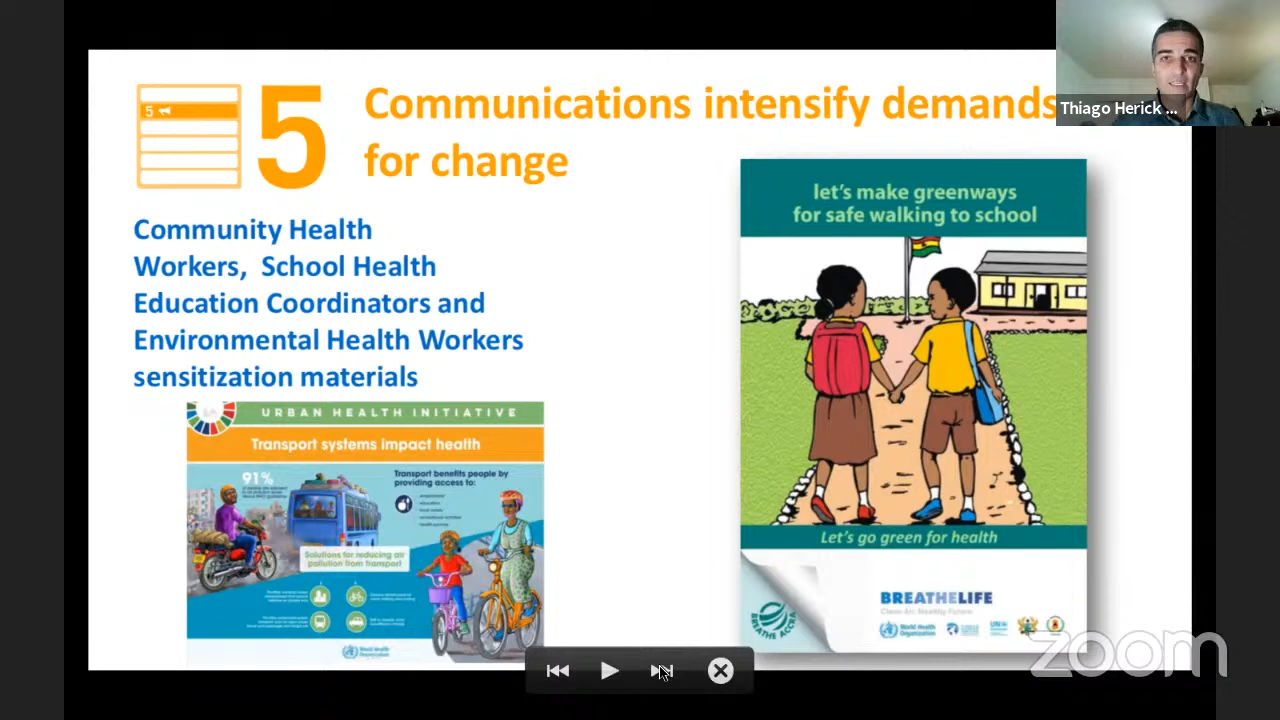 5
5
Communications intensify demands
for change
Thiago Herick ...
Community Health
Workers, School Health
Education Coordinators and
Environmental Health Workers
sensitization materials
URBAN HEALTH INITIATIVE
Transport systems impact health
91%
Transport benefits people by
providing access to:
Solutions for reducing air
pollution from transport
World Health
Organization
let's make greenways
for safe walking to school
Let's go green for health
BREATHELIFE
Clean Air. Healthy Future
BREATHE ACCRA
World Health
Organization
zoom